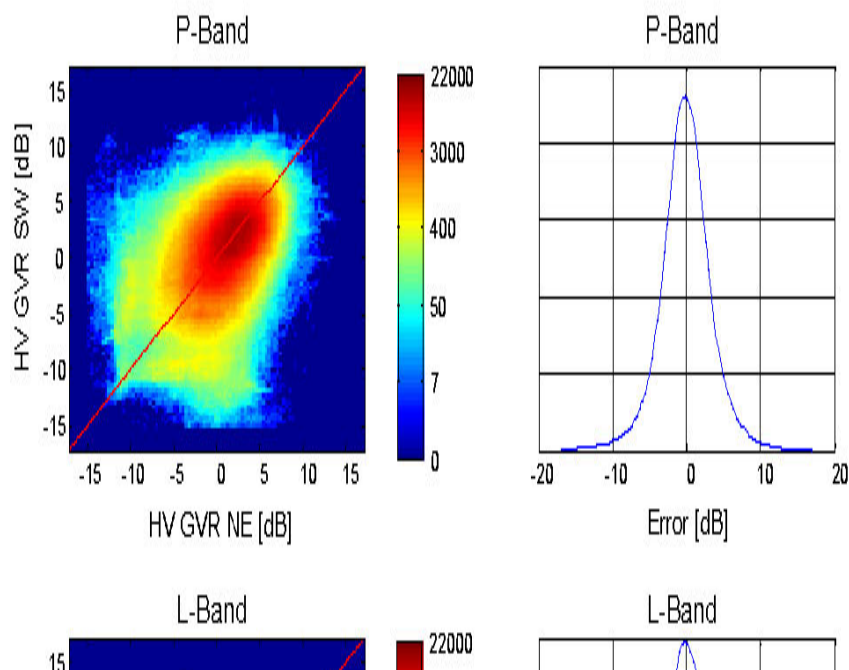 P-Band
P-Band
15
10
5
0
-5
-10
-15
HV GVR SW [dB]
-15 -10 -5 0 5 10 15
HV GVR NE [dB]
22000
3000
400
50
7
0
-20 -10 0 10 20
Error [dB]
L-Band
L-Band
15
22000